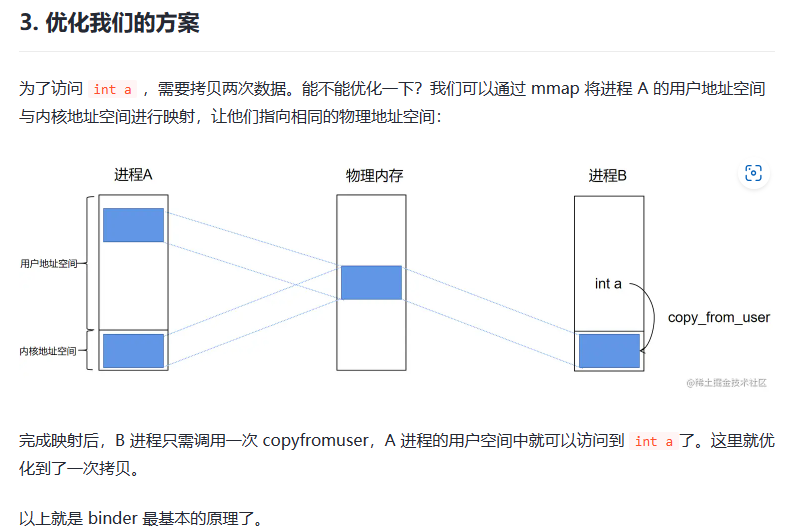 3. 优化我们的方案
为了访问 int a ，需要拷贝两次数据。能不能优化一下？我们可以通过 mmap 将进程 A 的用户地址空间
与内核地址空间进行映射，让他们指向相同的物理地址空间：
进程A
物理内存
进程B
用户地址空间
int a
copy_from_user
内核地址空间
@稀土掘金技术社区
完成映射后，B 进程只需调用一次 copyfromuser，A 进程的用户空间中就可以访问到 int a 了。这里就优
化到了一次拷贝。
以上就是 binder 最基本的原理了。